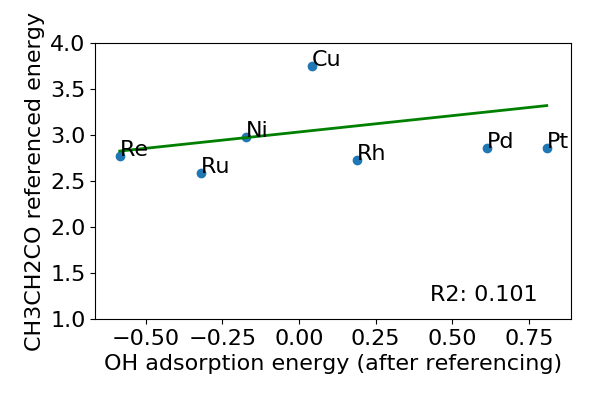 CH3CH2CO referenced energy
4.0
3.5
3.0
2.5
2.0
1.5
1.0
Cu
Ni
Re
Ru
Rh
Pd
Pt
R2: 0.101
−0.50 −0.25 0.00 0.25 0.50 0.75
OH adsorption energy (after referencing)